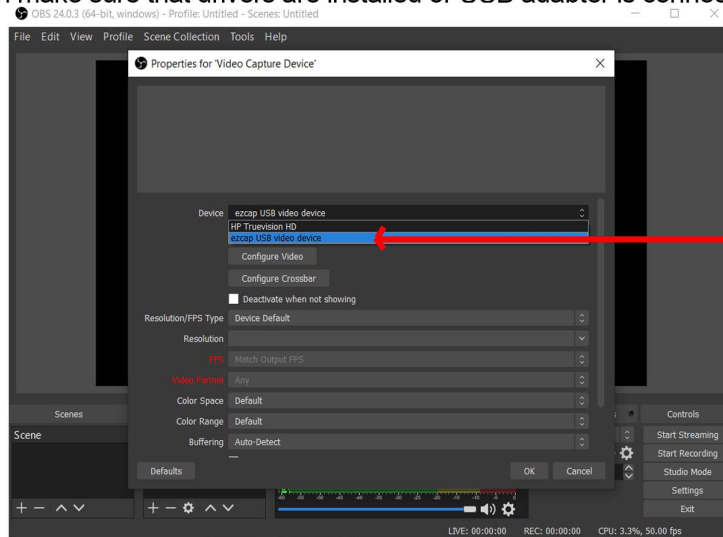 make sure that drivers are installed or USB adapter is connec
OBS 24.0.3 (64-bit, windows) - Profile: Untitled - Scenes: Untitled
File Edit View Profile Scene Collection Tools Help
Properties for 'Video Capture Device'
Device ezcap USB video device
HP Truevision HD
ezcap USB video device
Configure Video
Configure Crossbar
Deactivate when not showing
Resolution/FPS Type Device Default
Resolution
FPS Match Output FPS
Video Format Any
Color Space Default
Color Range Default
Buffering Auto-Detect
Defaults OK Cancel
Scenes Controls
Scene
Start Streaming
Start Recording
Studio Mode
Settings
Exit
LIVE: 00:00:00 REC: 00:00:00 CPU: 3.3%, 50.00 fps